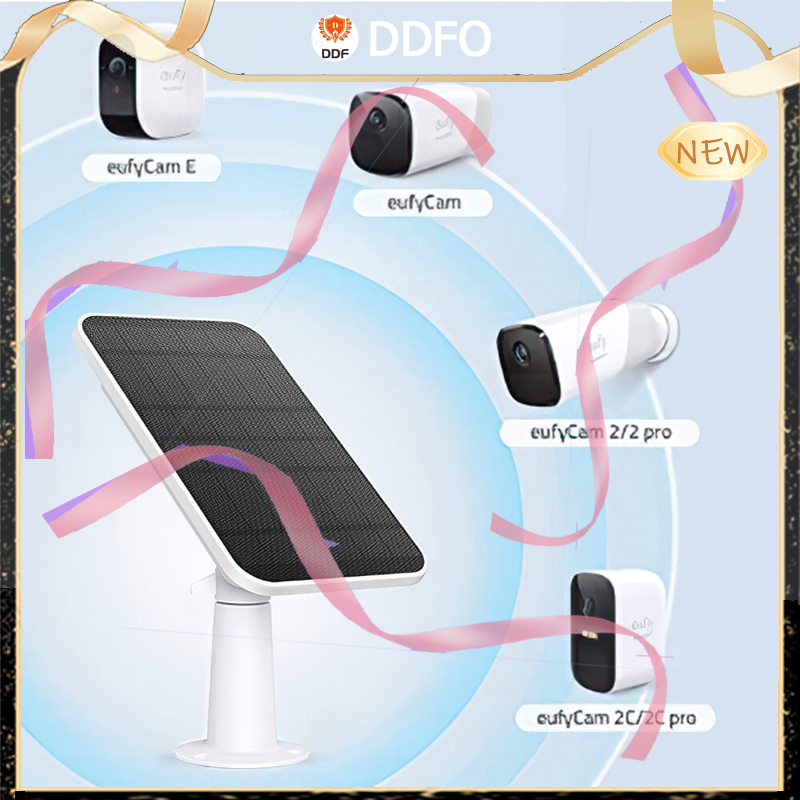 DDF
DDFO
NEW
eufyCam E
eufyCam
eufyCam 2/2 pro
eufyCam 2C/2C pro